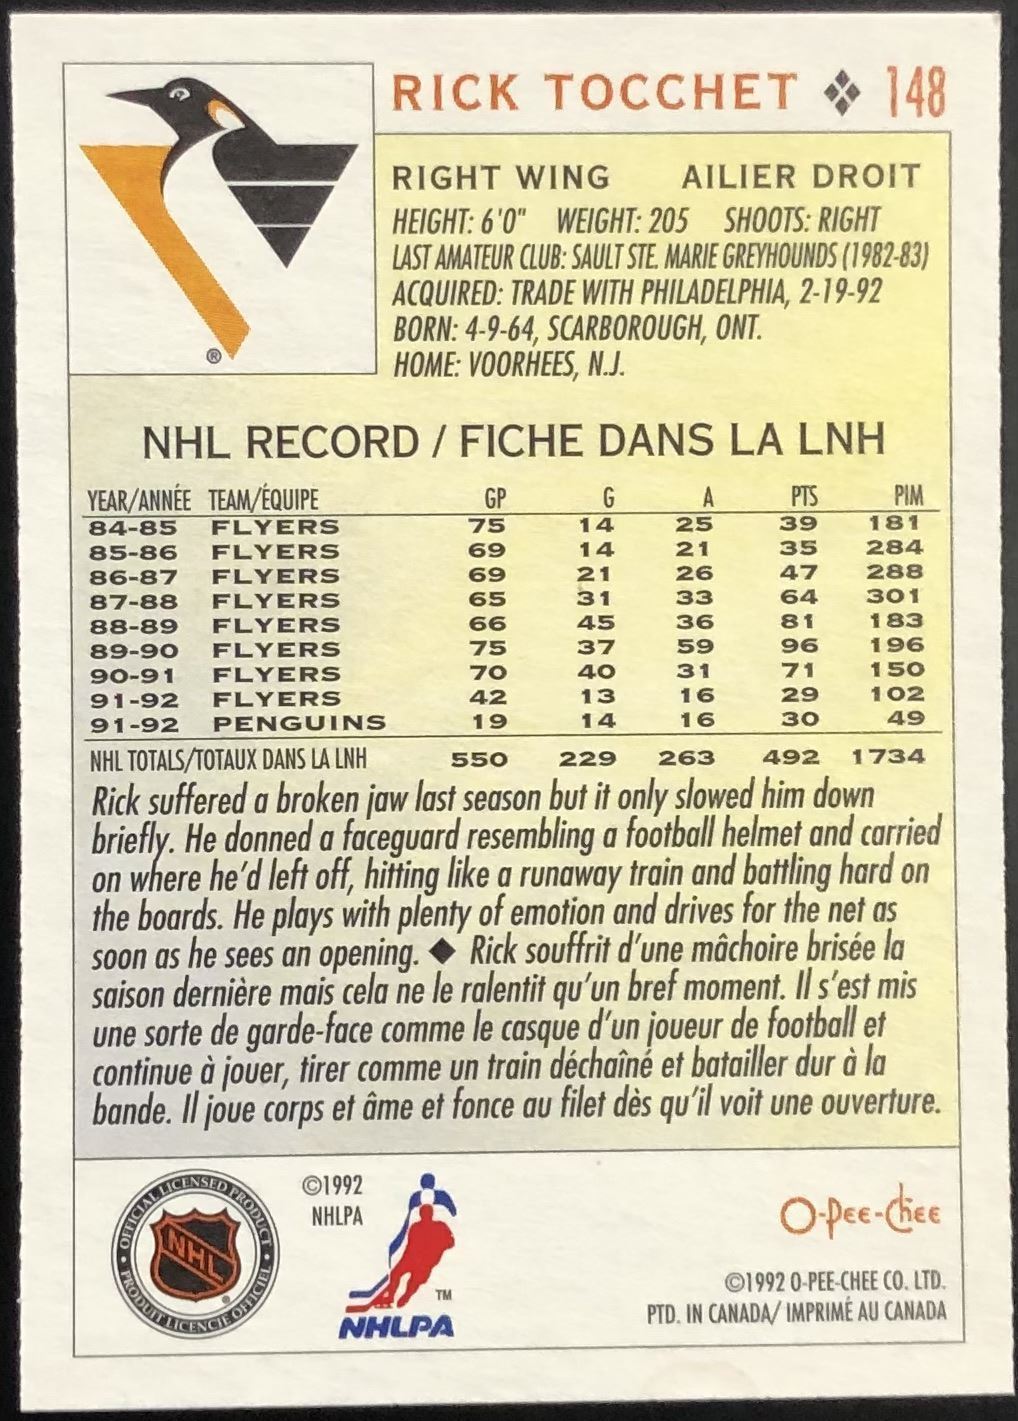 RICK TOCCHET 148
RIGHT WING AILIER DROIT
HEIGHT: 6'0" WEIGHT: 205 SHOOTS: RIGHT
LAST AMATEUR CLUB: SAULT STE. MARIE GREYHOUNDS (1982-83)
ACQUIRED: TRADE WITH PHILADELPHIA, 2-19-92
BORN: 4-9-64, SCARBOROUGH, ONT.
HOME: VOORHEES, N.J.
®
NHL RECORD / FICHE DANS LA LNH
YEAR/ANNÉE TEAM/ÉQUIPE GP G A PTS PIM
84-85 FLYERS 75 14 25 39 181
85-86 FLYERS 69 14 21 35 284
86-87 FLYERS 69 21 26 47 288
87-88 FLYERS 65 31 33 64 301
88-89 FLYERS 66 45 36 81 183
89-90 FLYERS 75 37 59 96 196
90-91 FLYERS 70 40 31 71 150
91-92 FLYERS 42 13 16 29 102
91-92 PENGUINS 19 14 16 30 49
NHL TOTALS/TOTAUX DANS LA LNH 550 229 263 492 1734
Rick suffered a broken jaw last season but it only slowed him down
briefly. He donned a faceguard resembling a football helmet and carried
on where he'd left off, hitting like a runaway train and battling hard on
the boards. He plays with plenty of emotion and drives for the net as
soon as he sees an opening. ◆ Rick souffrit d'une mâchoire brisée la
saison dernière mais cela ne le ralentit qu'un bref moment. Il s'est mis
une sorte de garde-face comme le casque d'un joueur de football et
continue à jouer, tirer comme un train déchaîné et batailler dur à la
bande. Il joue corps et âme et fonce au filet dès qu'il voit une ouverture.
OFFICIAL LICENSED PRODUCT
NHL ®
PRODUIT LICENCIE OFFICIEL
©1992
NHLPA
TM
NHLPA
O-Pee-Chee
©1992 O-PEE-CHEE CO. LTD.
PTD. IN CANADA/ IMPRIMÉ AU CANADA